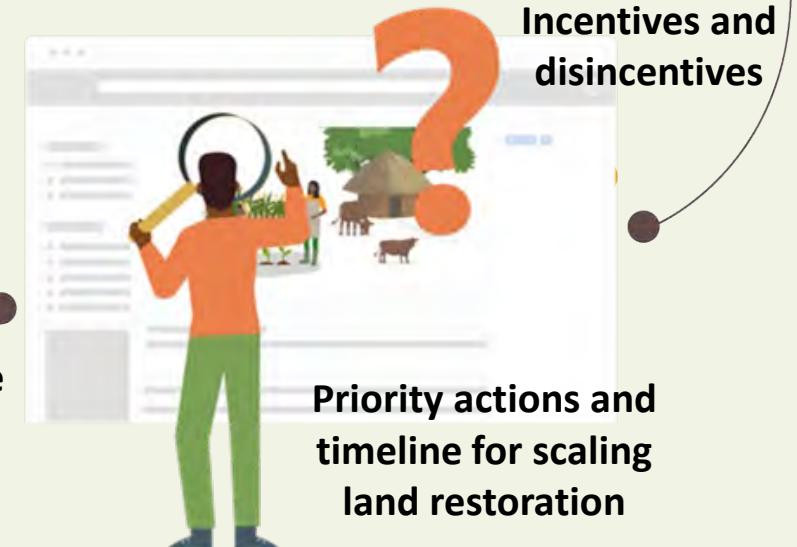 Incentives and
disincentives
e
Priority actions and
timeline for scaling
land restoration